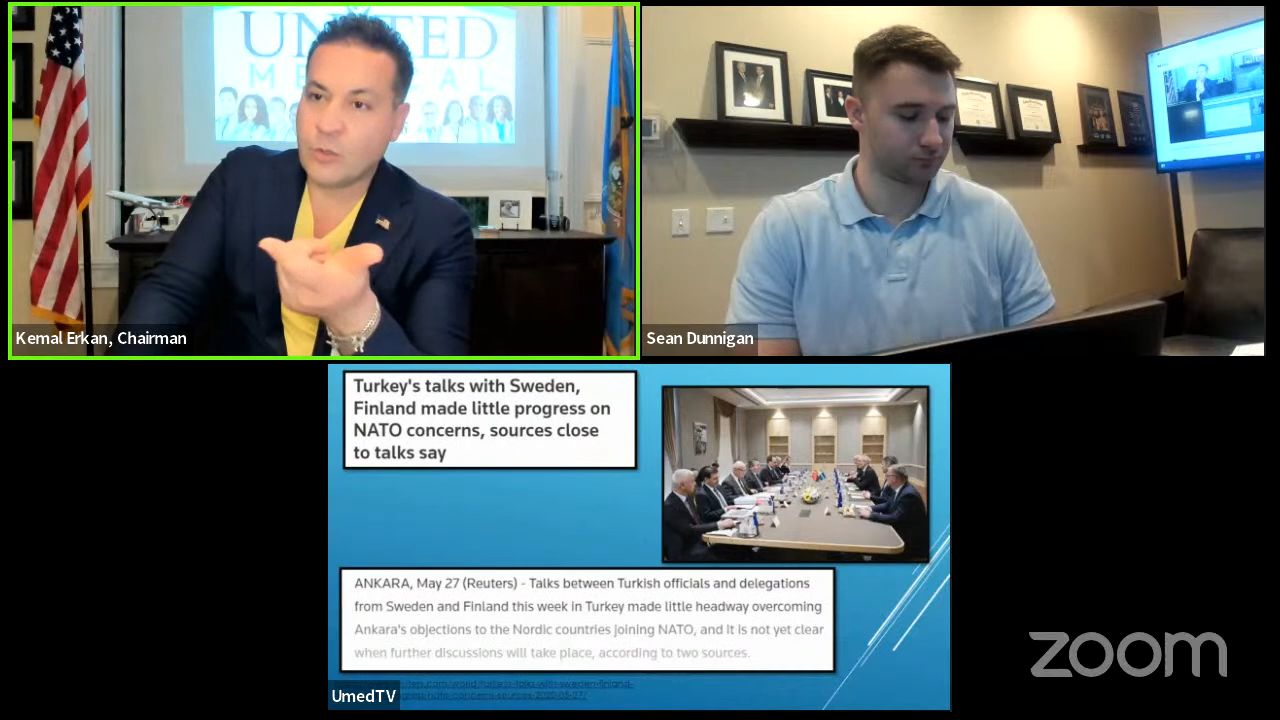 UNITED
MEDICAL
Kemal Erkan, Chairman
Sean Dunnigan
Turkey's talks with Sweden,
Finland made little progress on
NATO concerns, sources close
to talks say
ANKARA, May 27 (Reuters) - Talks between Turkish officials and delegations
from Sweden and Finland this week in Turkey made little headway overcoming
Ankara's objections to the Nordic countries joining NATO, and it is not yet clear
when further discussions will take place, according to two sources.
UmedTV
zoom